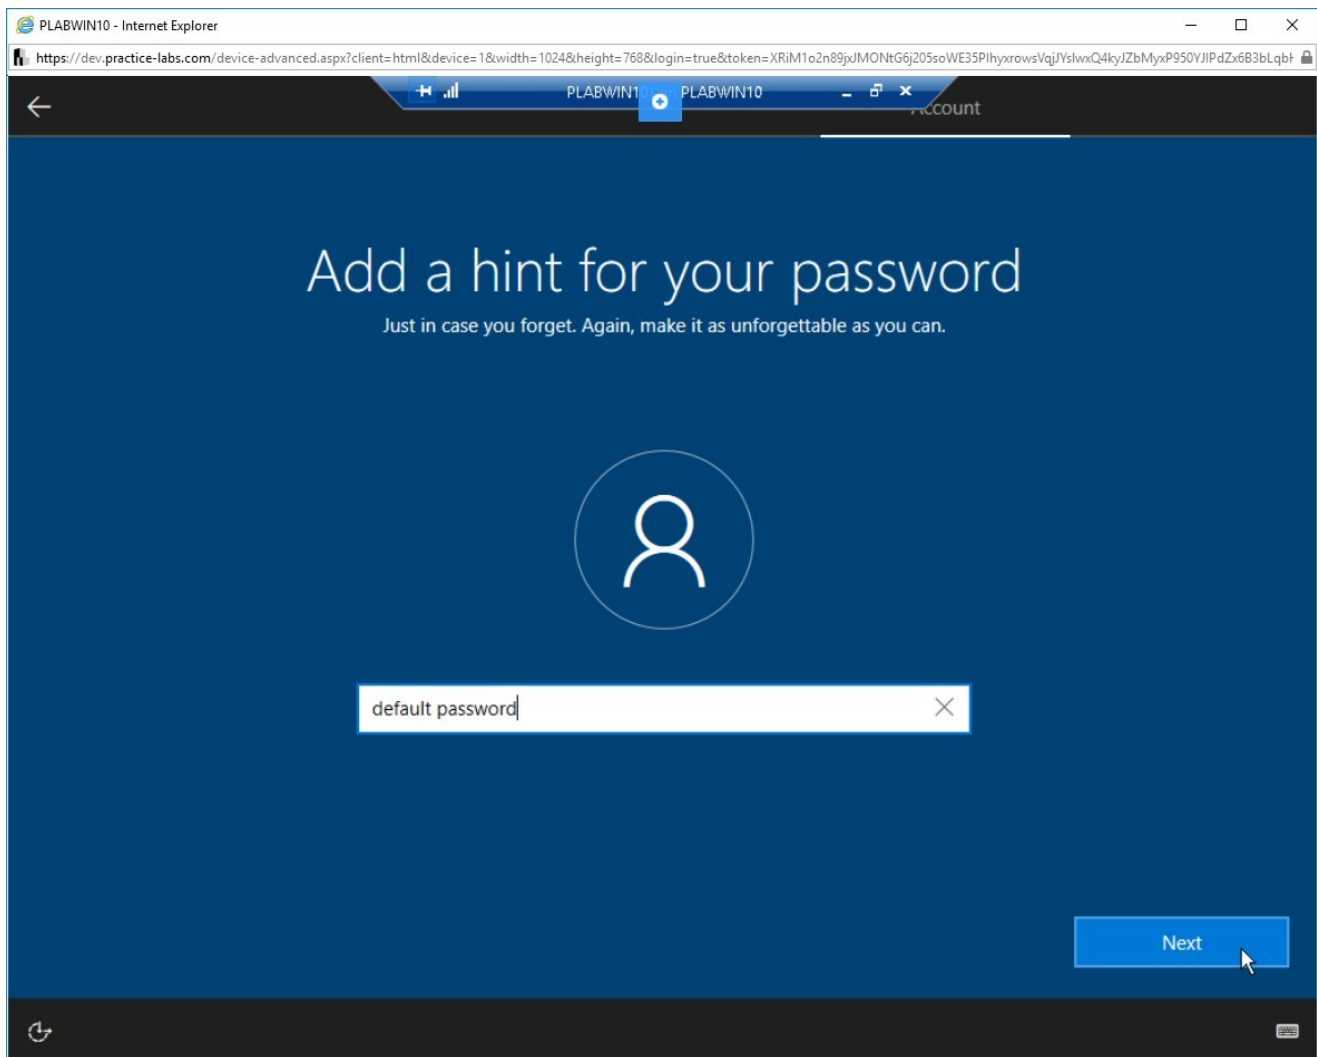 PLABWIN10 - Internet Explorer
https://dev.practice-labs.com/device-advanced.aspx?client=html&device=1&width=1024&height=768&login=true&token=
PLABWIN1
PLABWIN10
Account
Add a hint for your password
Just in case you forget. Again, make it as unforgettable as you can.
default password
Next